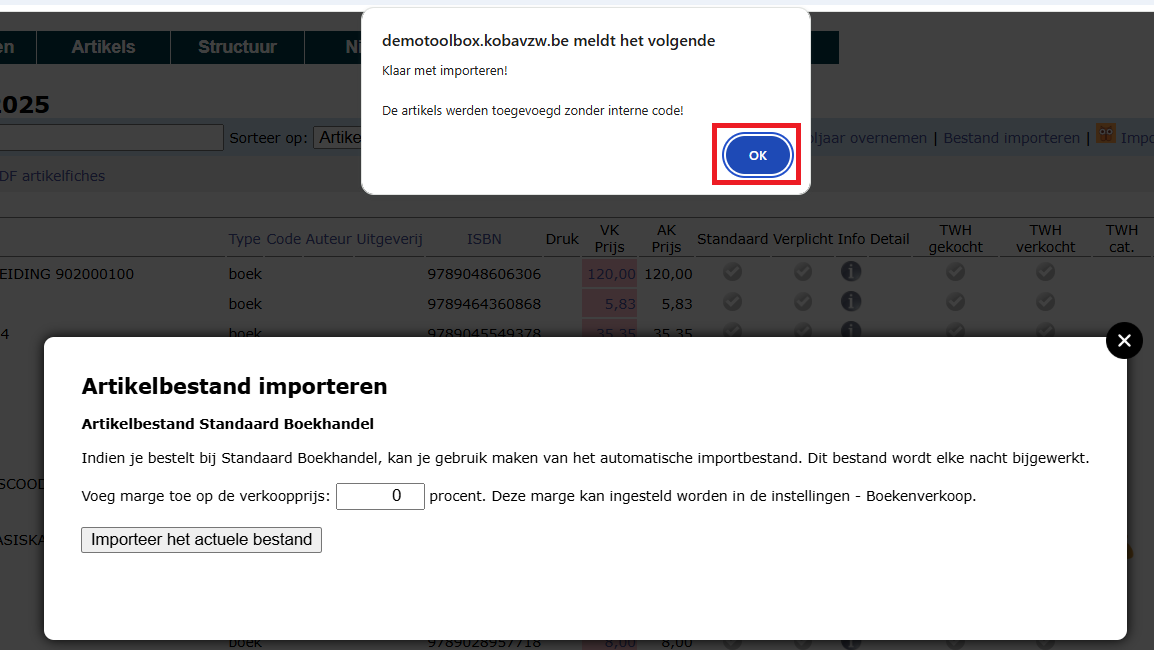 en Artikels Structuur Ni
demotoolbox.kobavzw.be meldt het volgende
Klaar met importeren!
De artikels werden toegevoegd zonder interne code!
OK
2025
Sorteer op: Artike
oljaar overnemen | Bestand importeren | Impo
DF artikelfiches
Type Code Auteur Uitgeverij ISBN Druk VK Prijs AK Prijs Standaard Verplicht Info Detail TWH gekocht TWH verkocht TWH cat.
EIDING 902000100 boek 9789048606306 120,00 120,00
boek 9789464360868 5,83 5,83
4 boek 9789045549378 35,35 35,35
Artikelbestand importeren
Artikelbestand Standaard Boekhandel
Indien je bestelt bij Standaard Boekhandel, kan je gebruik maken van het automatische importbestand. Dit bestand wordt elke nacht bijgewerkt.
SCOOD
Voeg marge toe op de verkoopprijs: 0 procent. Deze marge kan ingesteld worden in de instellingen - Boekenverkoop.
ASISKA
Importeer het actuele bestand
boek 9789028957718 8,00 8,00